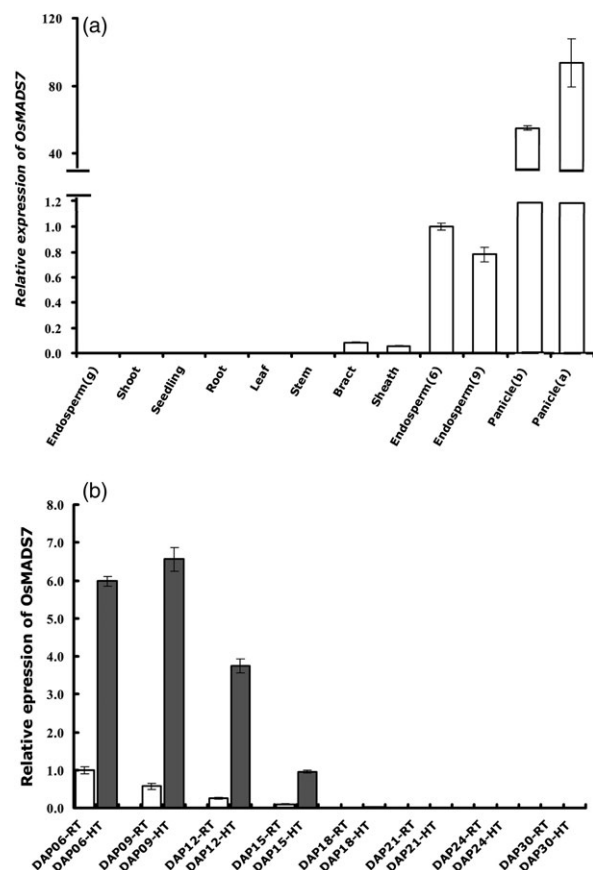 (a)
Relative expression of OsMADS7
120
80
40
1.2
1.0
0.8
0.6
0.4
0.2
0.0
Endosperm(g)
Shoot
Seedling
Root
Leaf
Stem
Bract
Sheath
Endosperm(6)
Endosperm(9)
Panicle(b)
Panicle(a)
(b)
Relative epression of OsMADS7
8.0
7.0
6.0
5.0
4.0
3.0
2.0
1.0
0.0
DAP06-RT
DAP06-HT
DAP09-RT
DAP09-HT
DAP12-RT
DAP12-HT
DAP15-RT
DAP15-HT
DAP18-RT
DAP18-HT
DAP21-RT
DAP21-HT
DAP24-RT
DAP24-HT
DAP30-RT
DAP30-HT